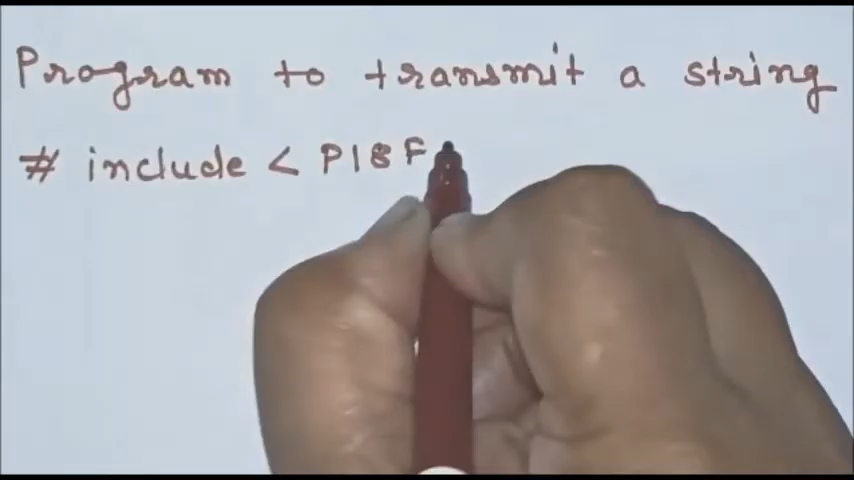 Program to transmit a string
# include < P18F